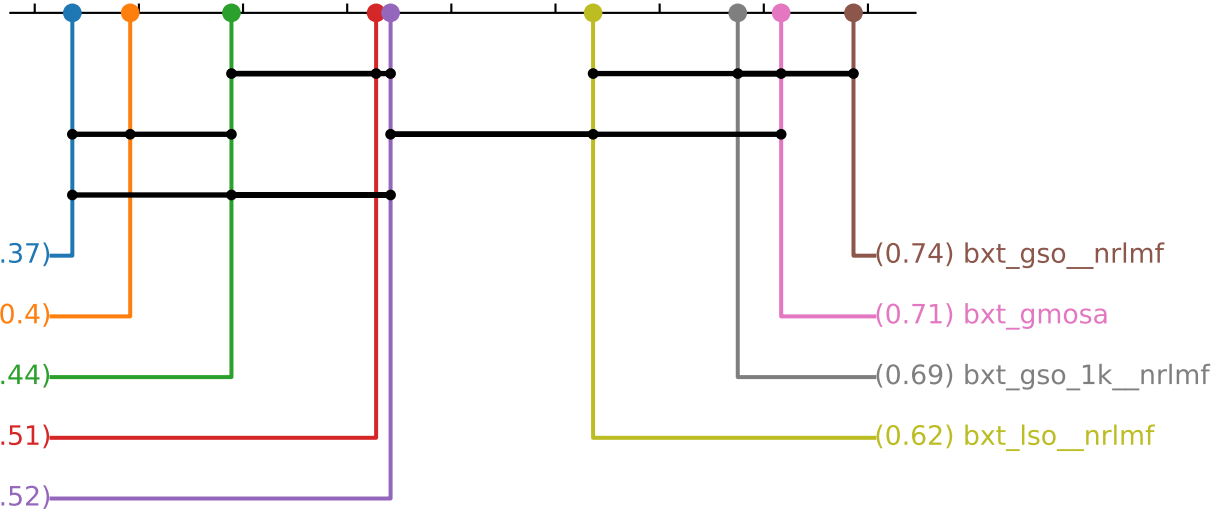 .37)
(0.74) bxt_gso__nrlmf
0.4)
(0.71) bxt_gmosa
.44)
(0.69) bxt_gso_1k__nrlmf
.51)
(0.62) bxt_lso__nrlmf
.52)